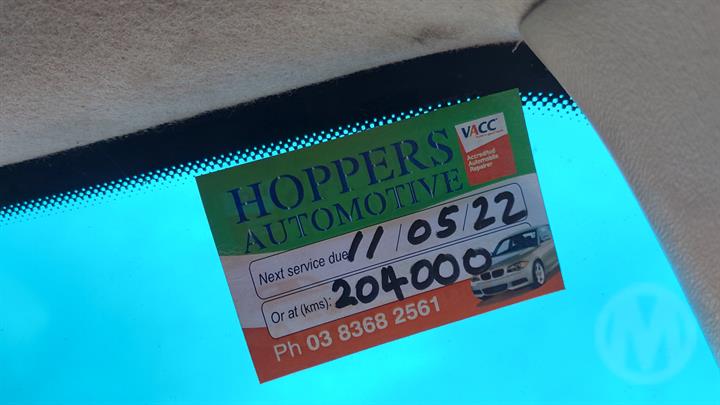 HOPPERS
AUTOMOTIVE
VACC
Accredited
Automobile
Repairer
Next service due: 11/05/22
Or at (kms): 204000
Ph 03 8368 2561
M